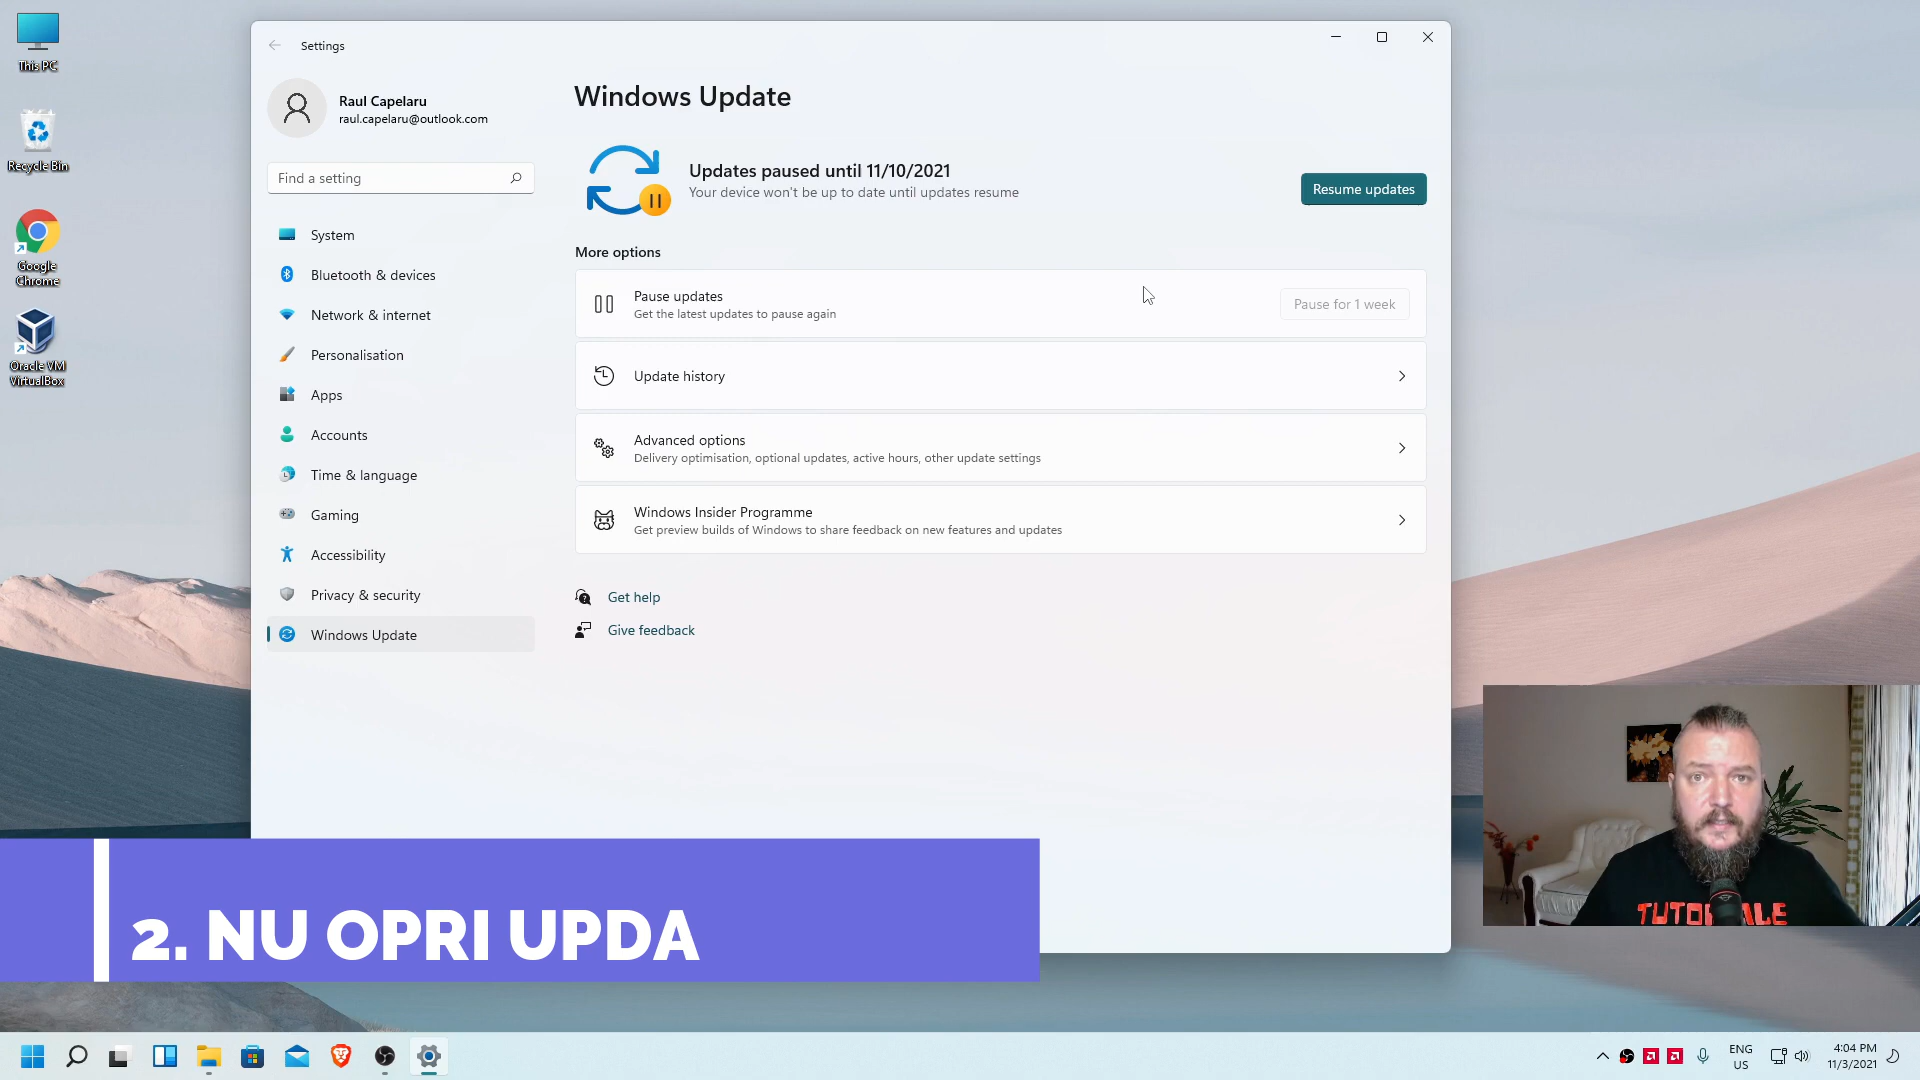 This PC
Recycle Bin
Google
Chrome
Oracle VM
VirtualBox
Settings
Raul Capelaru
raul.capelaru@outlook.com
Find a setting
System
Bluetooth & devices
Network & internet
Personalisation
Apps
Accounts
Time & language
Gaming
Accessibility
Privacy & security
Windows Update
Windows Update
Updates paused until 11/10/2021
Your device won't be up to date until updates resume
Resume updates
More options
Pause updates
Get the latest updates to pause again
Pause for 1 week
Update history
Advanced options
Delivery optimisation, optional updates, active hours, other update settings
Windows Insider Programme
Get preview builds of Windows to share feedback on new features and updates
Get help
Give feedback
2. NU OPRI UPDA
ENG
US
4:04 PM
11/3/2021